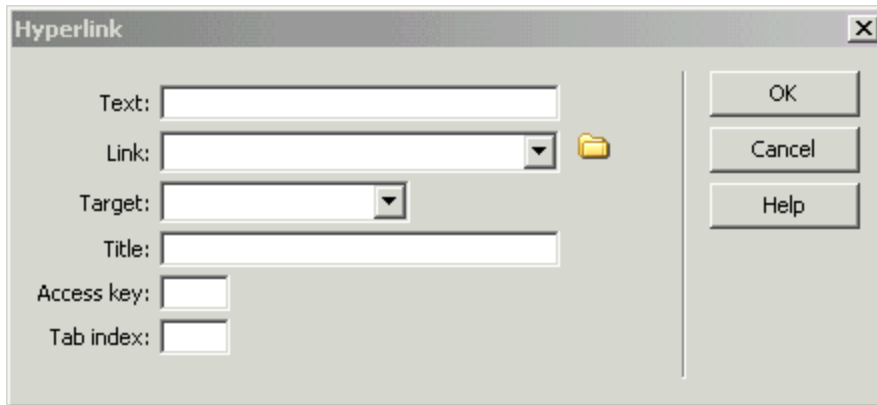 Hyperlink
Text:
Link:
Target:
Title:
Access key:
Tab index:
OK
Cancel
Help